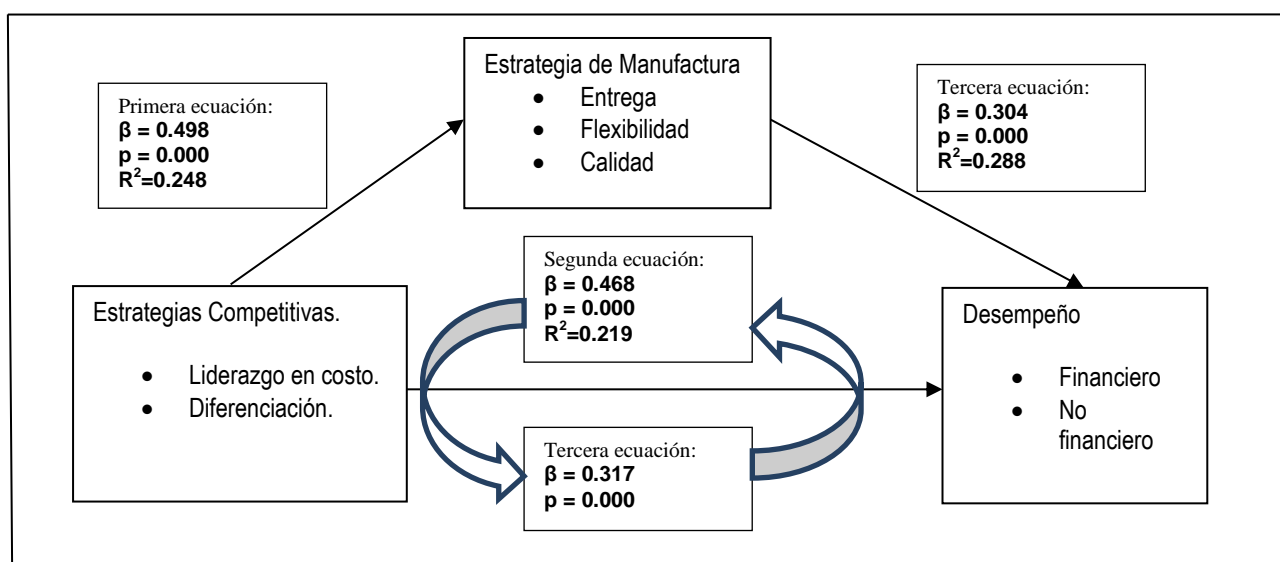 Estrategia de Manufactura
• Entrega
• Flexibilidad
• Calidad
Primera ecuación:
β = 0.498
p = 0.000
R²=0.248
Tercera ecuación:
β = 0.304
p = 0.000
R²=0.288
Segunda ecuación:
β = 0.468
p = 0.000
R²=0.219
Estrategias Competitivas.
• Liderazgo en costo.
• Diferenciación.
Desempeño
• Financiero
• No
financiero
Tercera ecuación:
β = 0.317
p = 0.000